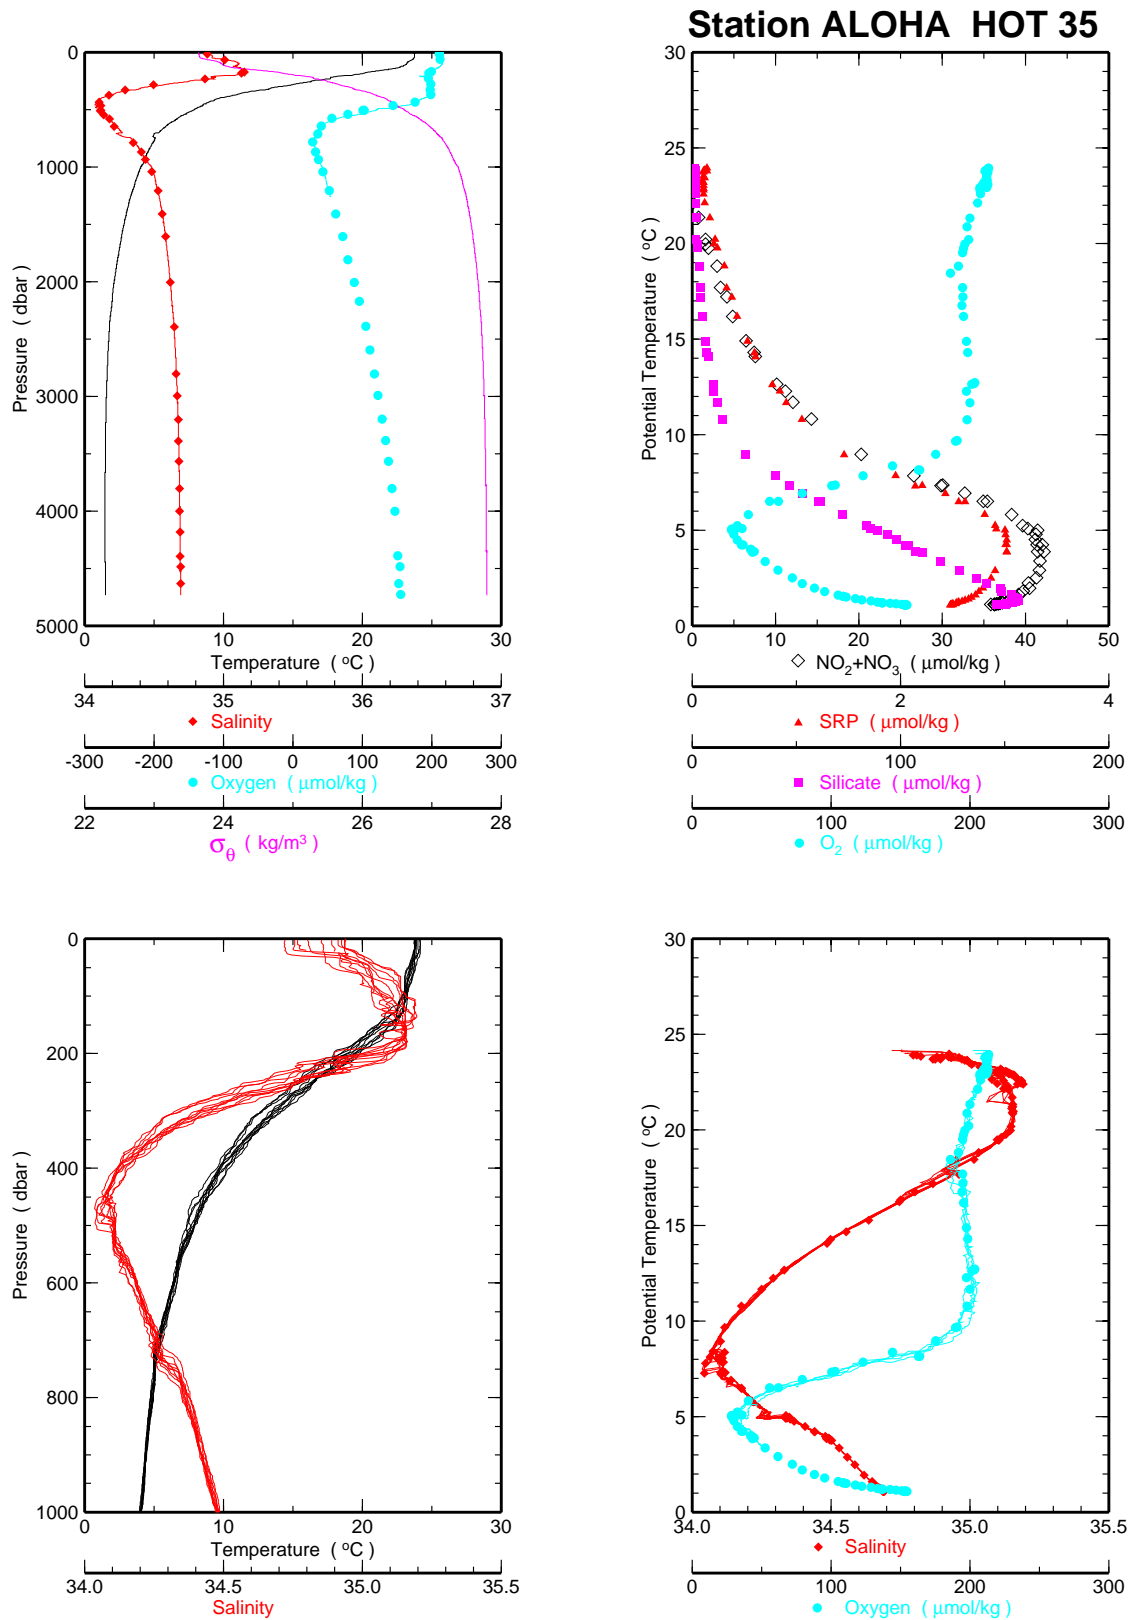 Station ALOHA  HOT 35
0
1000
2000
3000
4000
5000
Pressure ( dbar )
0 10 20 30
Temperature ( °C )
34 35 36 37
Salinity
-300 -200 -100 0 100 200 300
Oxygen ( μmol/kg )
22 24 26 28
σθ ( kg/m³ )
30
25
20
15
10
5
0
Potential Temperature ( °C )
0 10 20 30 40 50
NO₂+NO₃ ( μmol/kg )
0 2 4
SRP ( μmol/kg )
0 100 200
Silicate ( μmol/kg )
0 100 200 300
O₂ ( μmol/kg )
0
200
400
600
800
1000
Pressure ( dbar )
0 10 20 30
Temperature ( °C )
34.0 34.5 35.0 35.5
Salinity
30
25
20
15
10
5
0
Potential Temperature ( °C )
34.0 34.5 35.0 35.5
Salinity
0 100 200 300
Oxygen ( μmol/kg )